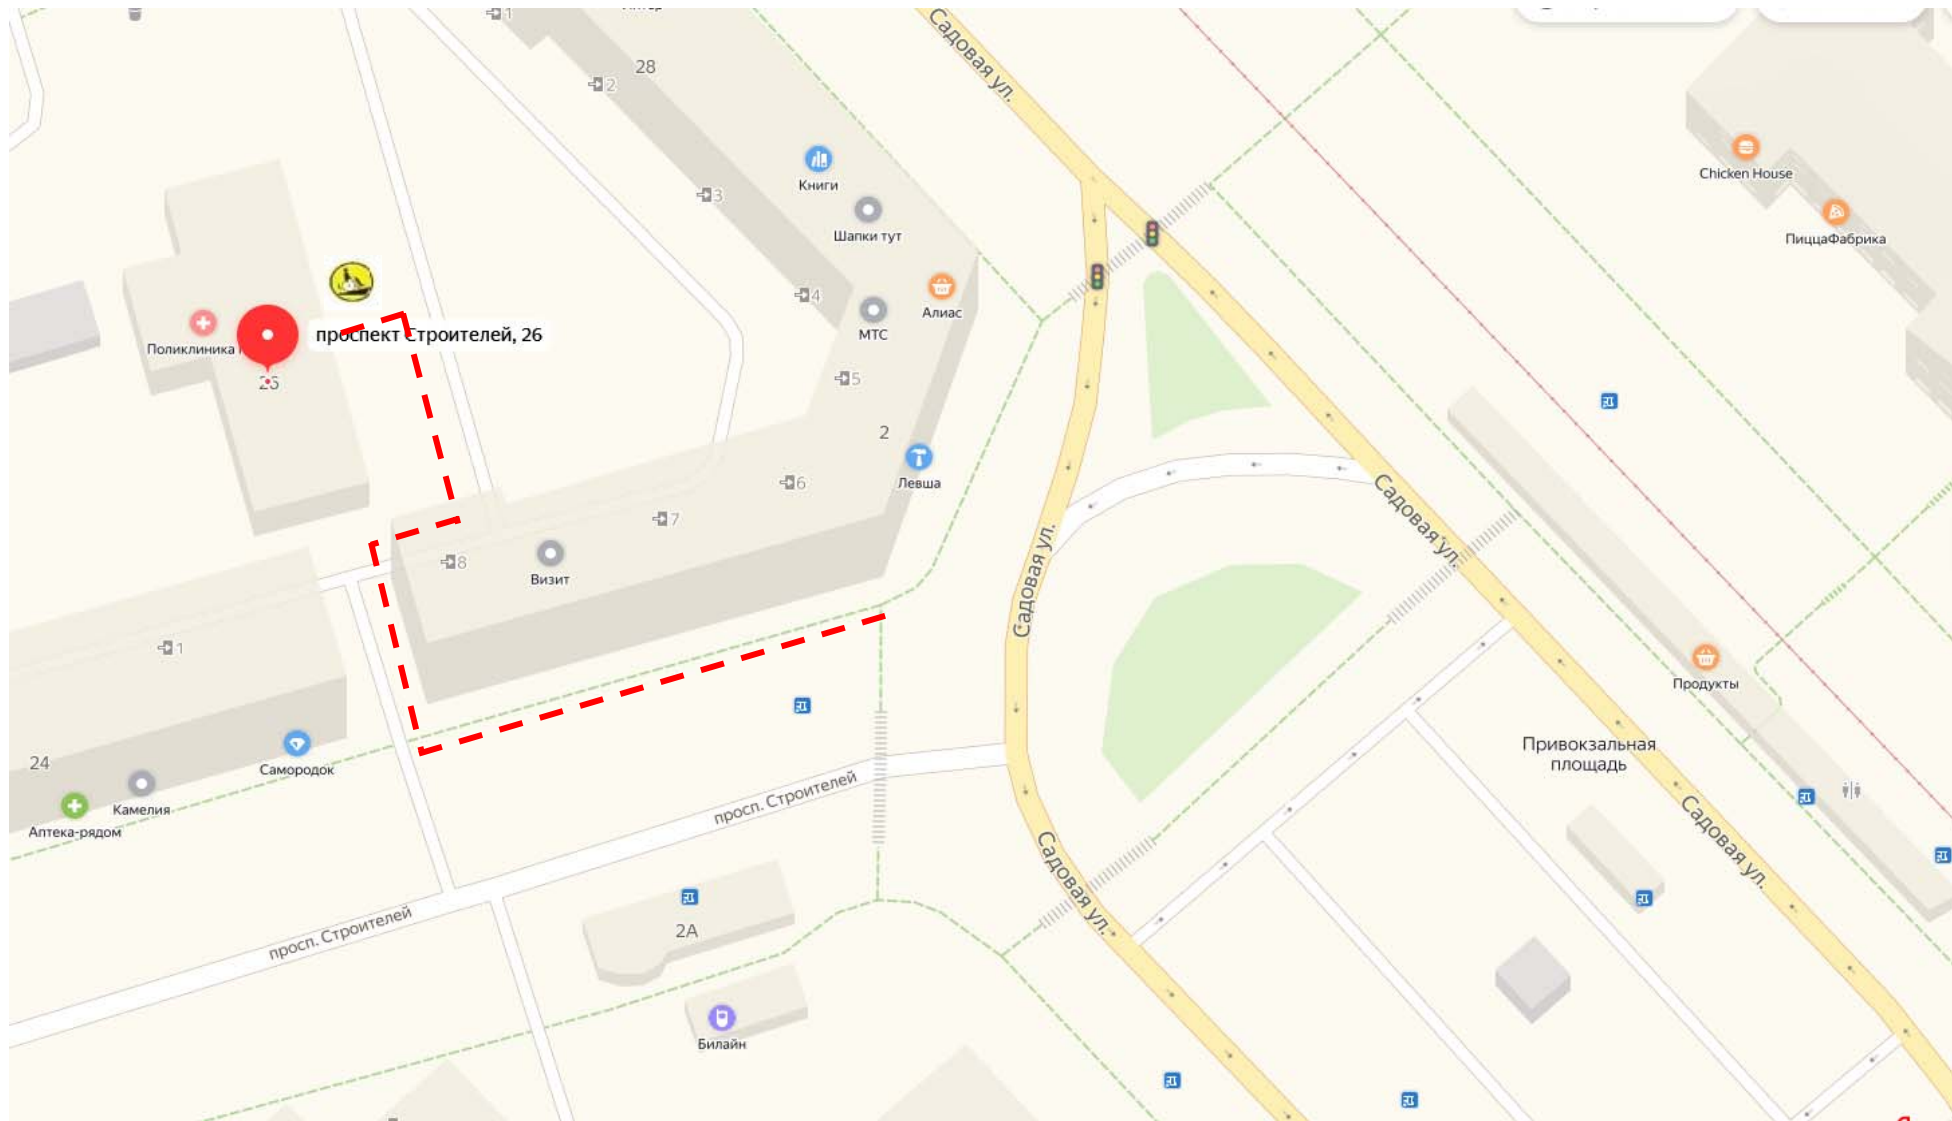 1
28
2
Садовая ул.
Книги
3
Шапки тут
Chicken House
ПиццаФабрика
4
Алиас
МТС
Поликлиника
проспект Строителей, 26
26
5
2
Левша
6
7
Садовая ул.
8
Визит
Садовая ул.
1
Продукты
24
Самородок
Привокзальная
площадь
Камелия
Аптека-рядом
просп. Строителей
Садовая ул.
Садовая ул.
просп. Строителей
2А
Билайн